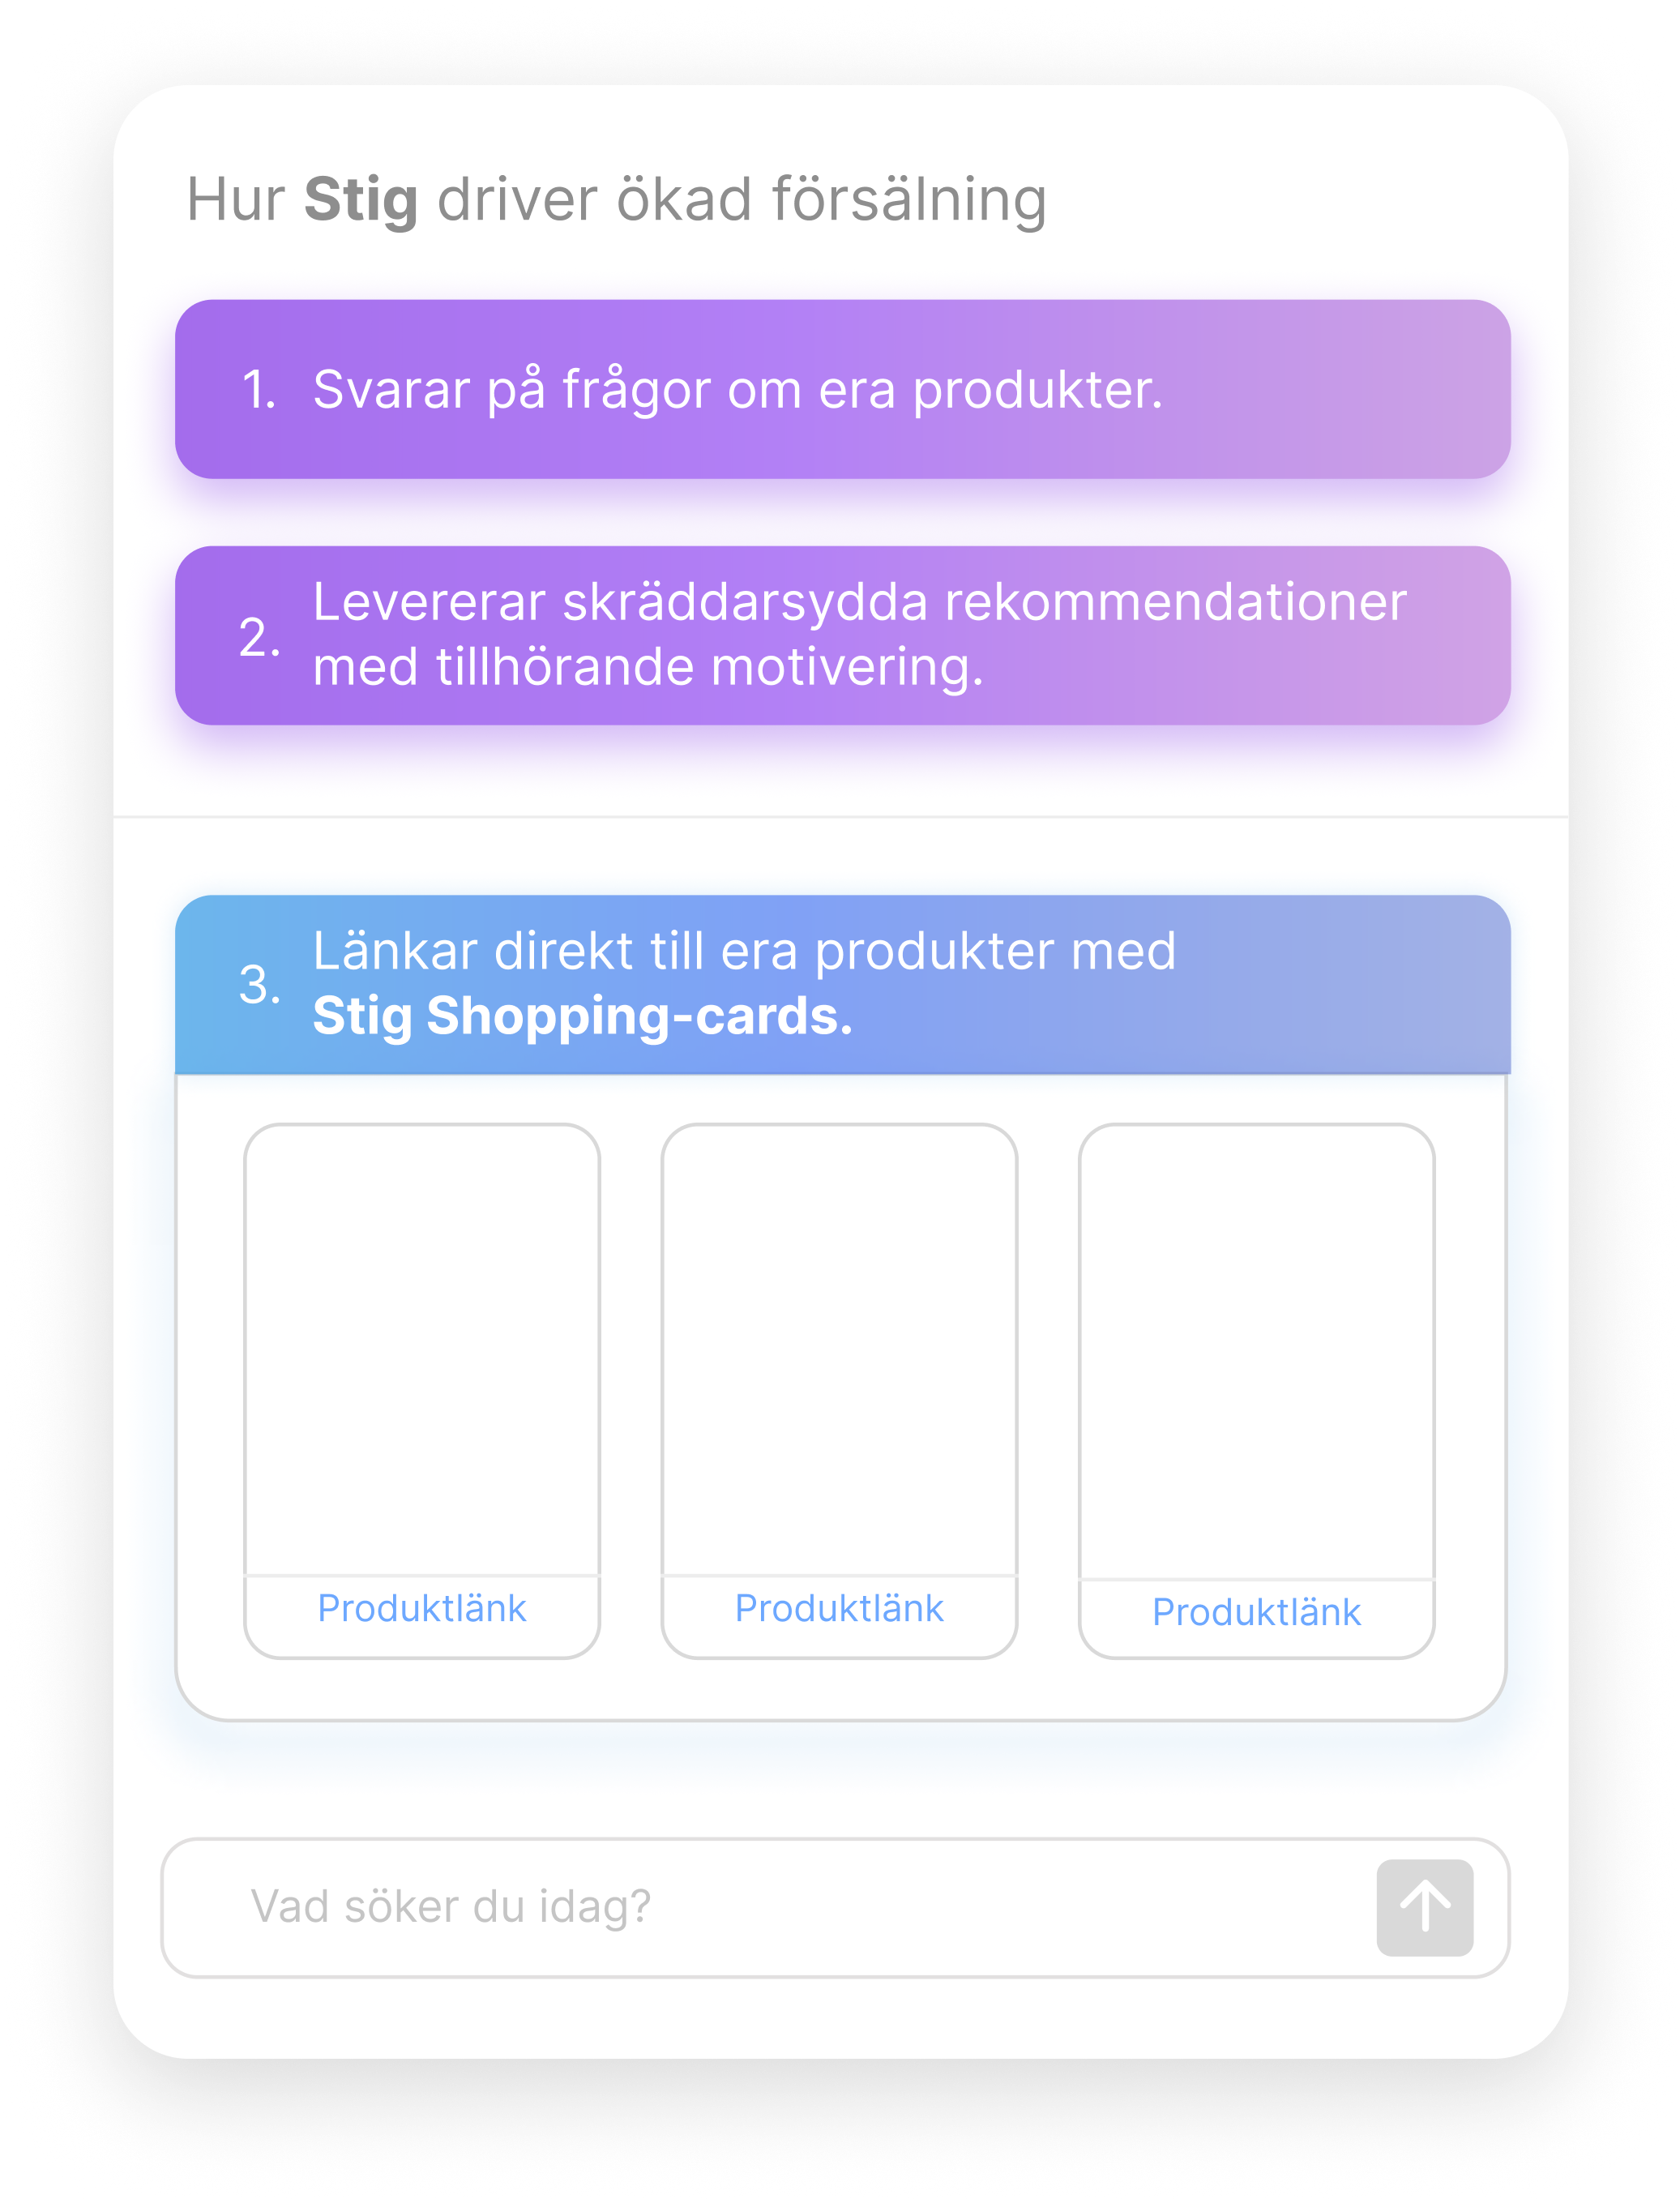 Hur Stig driver ökad försälning
1. Svarar på frågor om era produkter.
2. Levererar skräddarsydda rekommendationer
med tillhörande motivering.
3. Länkar direkt till era produkter med
Stig Shopping-cards.
Produktlänk
Produktlänk
Produktlänk
Vad söker du idag?